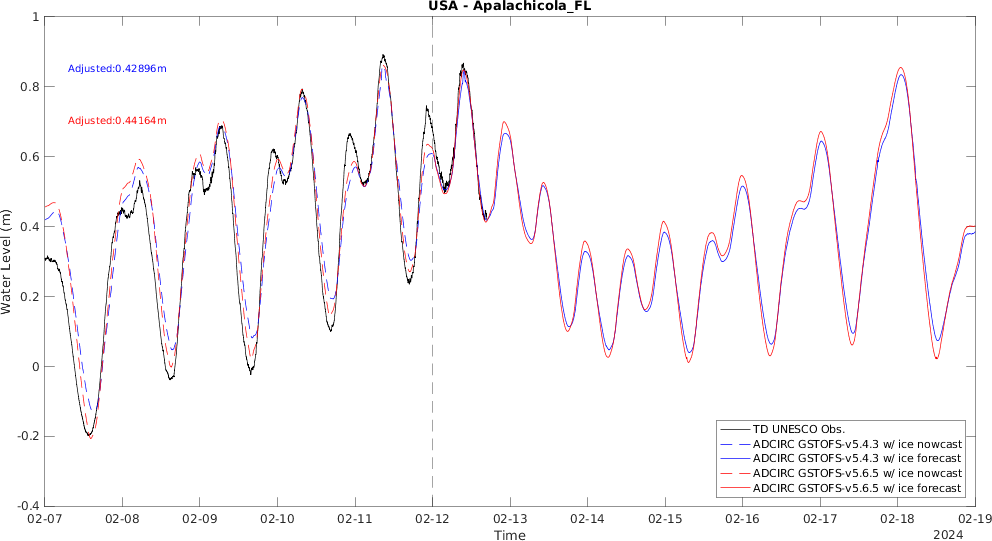 USA - Apalachicola_FL
1
0.8
0.6
0.4
0.2
0
-0.2
-0.4
Water Level (m)
Adjusted:0.42896m
Adjusted:0.44164m
TD UNESCO Obs.
ADCIRC GSTOFS-v5.4.3 w/ ice nowcast
ADCIRC GSTOFS-v5.4.3 w/ ice forecast
ADCIRC GSTOFS-v5.6.5 w/ ice nowcast
ADCIRC GSTOFS-v5.6.5 w/ ice forecast
02-07 02-08 02-09 02-10 02-11 02-12 02-13 02-14 02-15 02-16 02-17 02-18 02-19
Time
2024